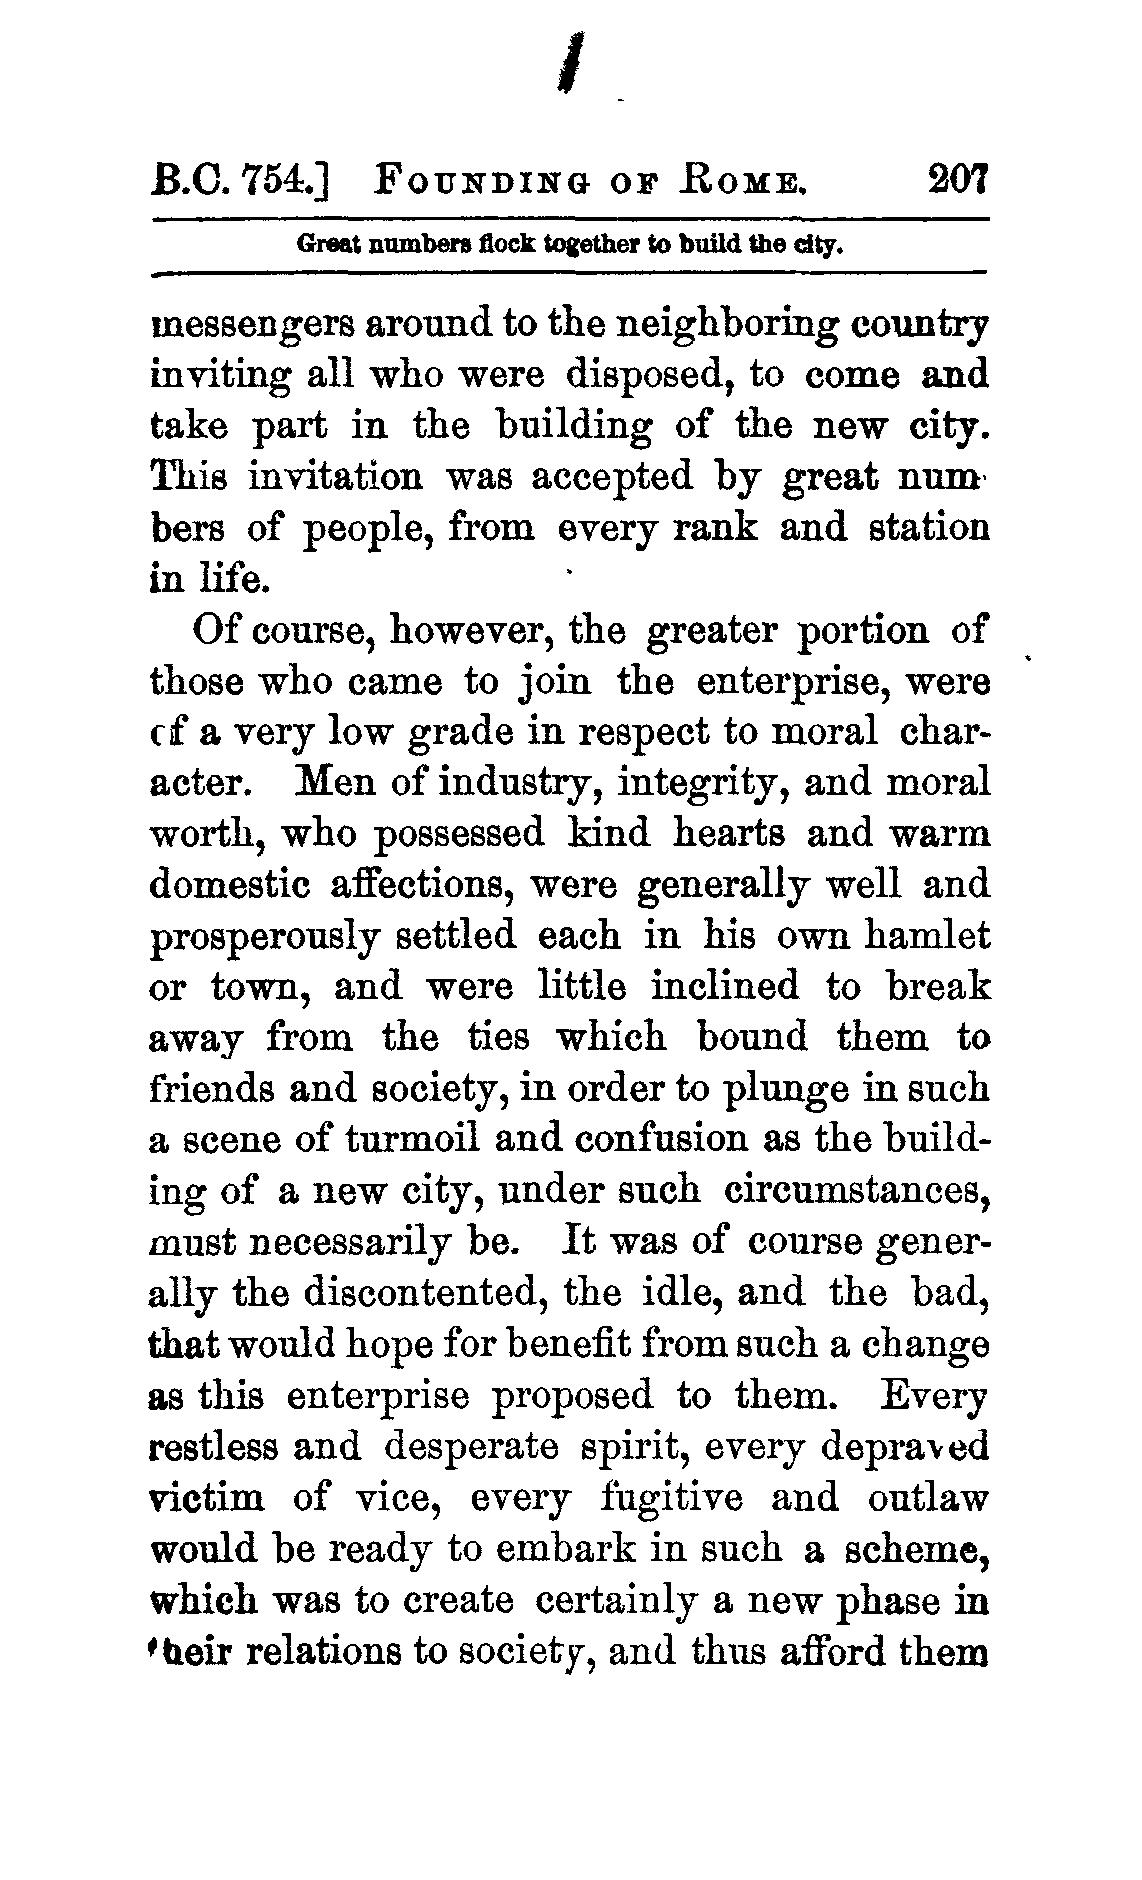 B.C. 754.] FOUNDING OF ROME. 207
Great numbers flock together to build the city.
messengers around to the neighboring country
inviting all who were disposed, to come and
take part in the building of the new city.
This invitation was accepted by great num-
bers of people, from every rank and station
in life.
Of course, however, the greater portion of
those who came to join the enterprise, were
of a very low grade in respect to moral char-
acter. Men of industry, integrity, and moral
worth, who possessed kind hearts and warm
domestic affections, were generally well and
prosperously settled each in his own hamlet
or town, and were little inclined to break
away from the ties which bound them to
friends and society, in order to plunge in such
a scene of turmoil and confusion as the build-
ing of a new city, under such circumstances,
must necessarily be. It was of course gener-
ally the discontented, the idle, and the bad,
that would hope for benefit from such a change
as this enterprise proposed to them. Every
restless and desperate spirit, every depraved
victim of vice, every fugitive and outlaw
would be ready to embark in such a scheme,
which was to create certainly a new phase in
their relations to society, and thus afford them